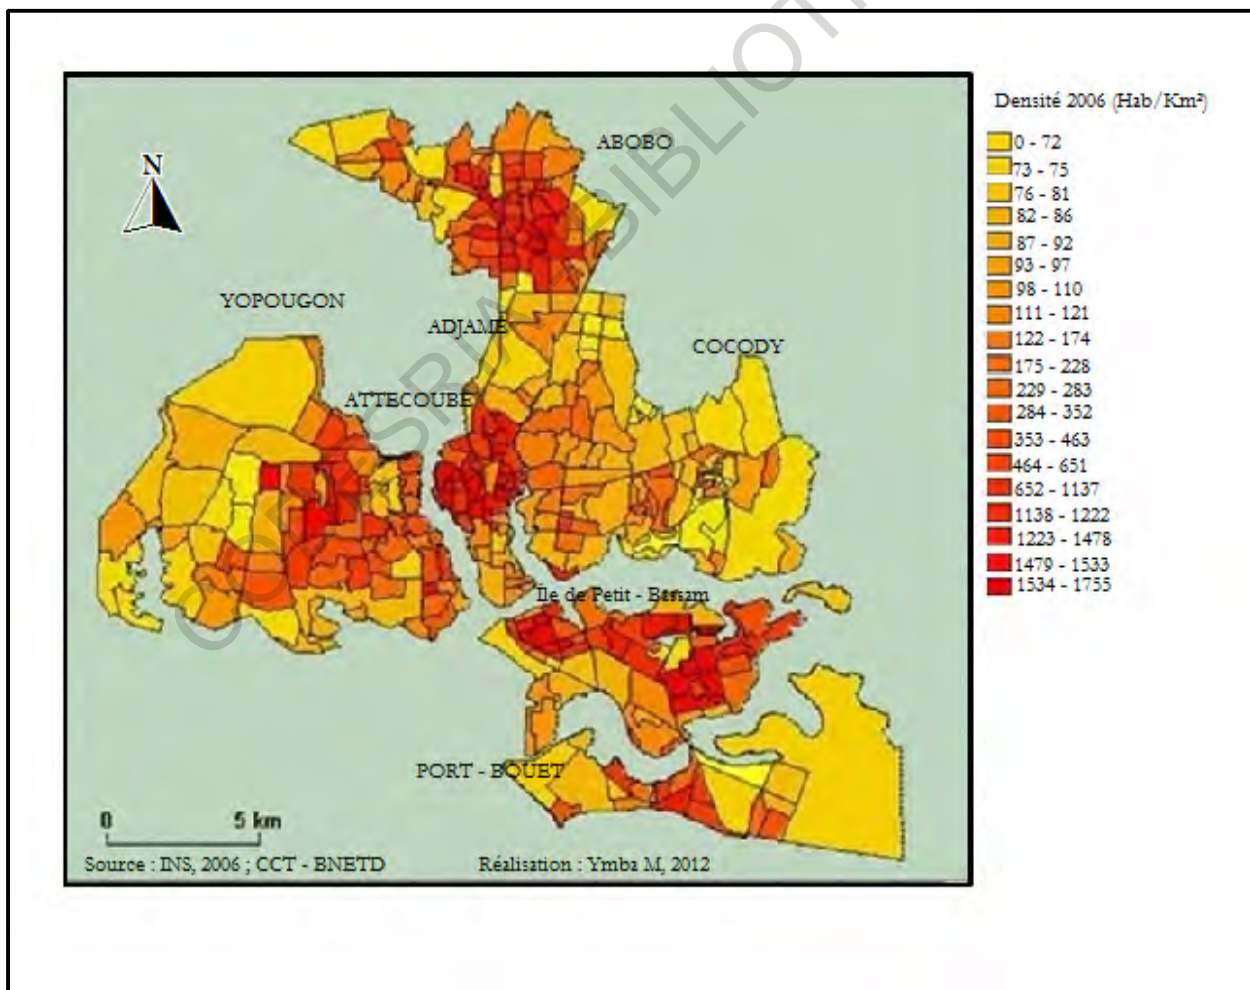 Densité 2006 (Hab/Km²)
0 - 72
73 - 75
76 - 81
82 - 86
87 - 92
93 - 97
98 - 110
111 - 121
122 - 174
175 - 228
229 - 283
284 - 352
353 - 463
464 - 651
652 - 1137
1138 - 1222
1223 - 1478
1479 - 1533
1534 - 1755
N
ABOBO
YOPOUGON
ADJAME
COCODY
ATTECOUBE
Île de Petit - Bassam
PORT - BOUET
0 5 km
Source : INS, 2006 ; CCT - BNETD
Réalisation : Ymba M, 2012